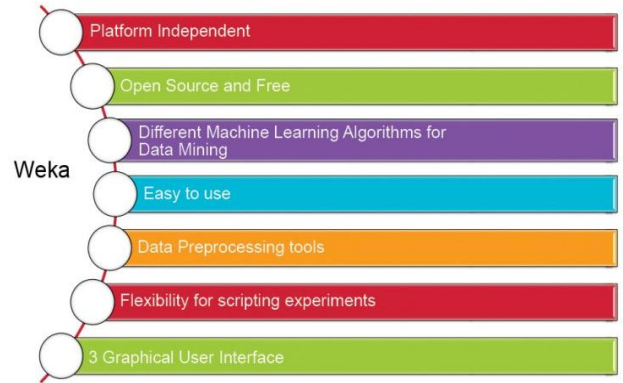 Platform Independent
Open Source and Free
Different Machine Learning Algorithms for
Data Mining
Weka
Easy to use
Data Preprocessing tools
Flexibility for scripting experiments
3 Graphical User Interface